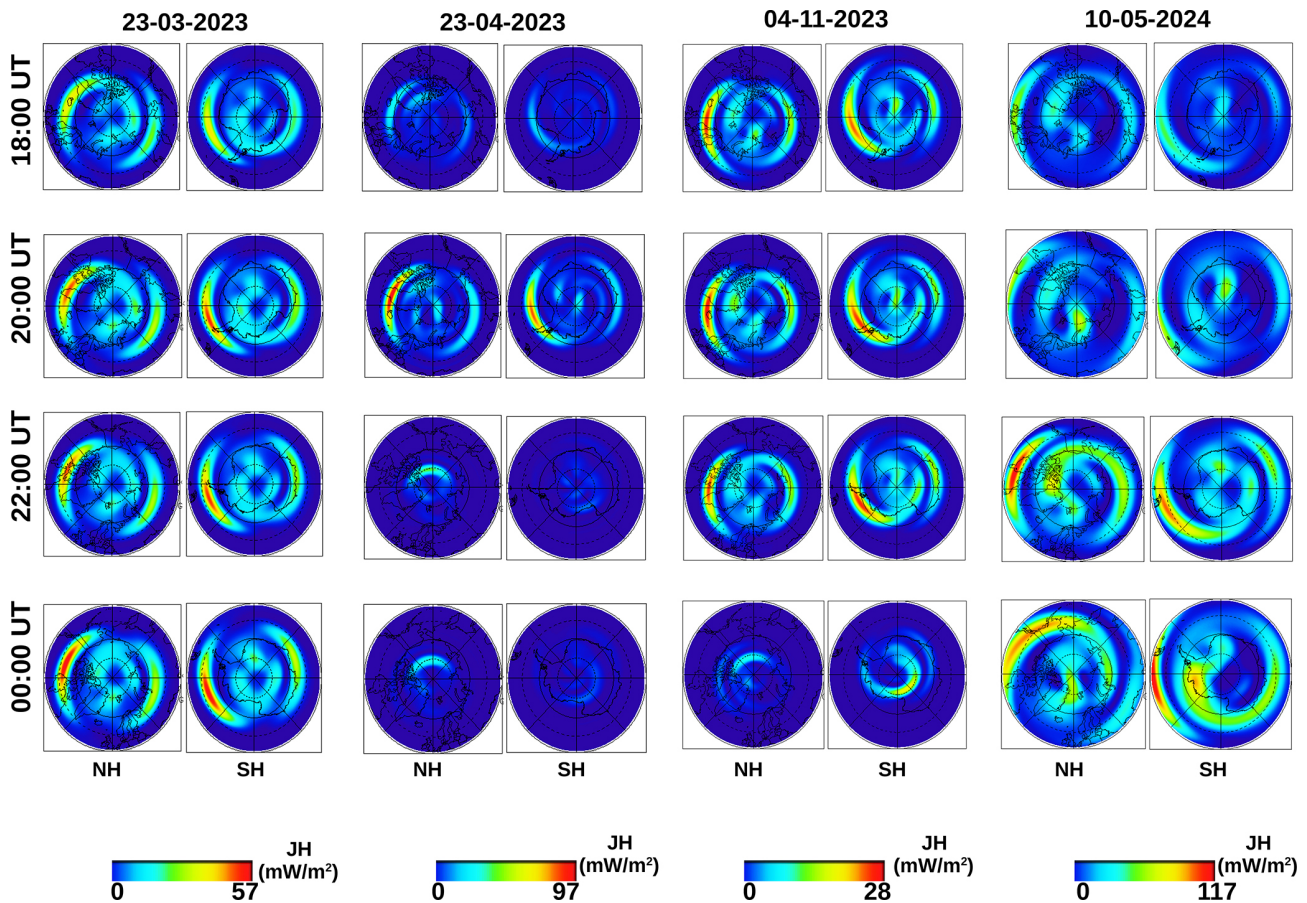 23-03-2023 23-04-2023 04-11-2023 10-05-2024
18:00 UT
20:00 UT
22:00 UT
00:00 UT
NH SH NH SH NH SH NH SH
JH JH JH JH
(mW/m²) (mW/m²) (mW/m²) (mW/m²)
0 57 0 97 0 28 0 117